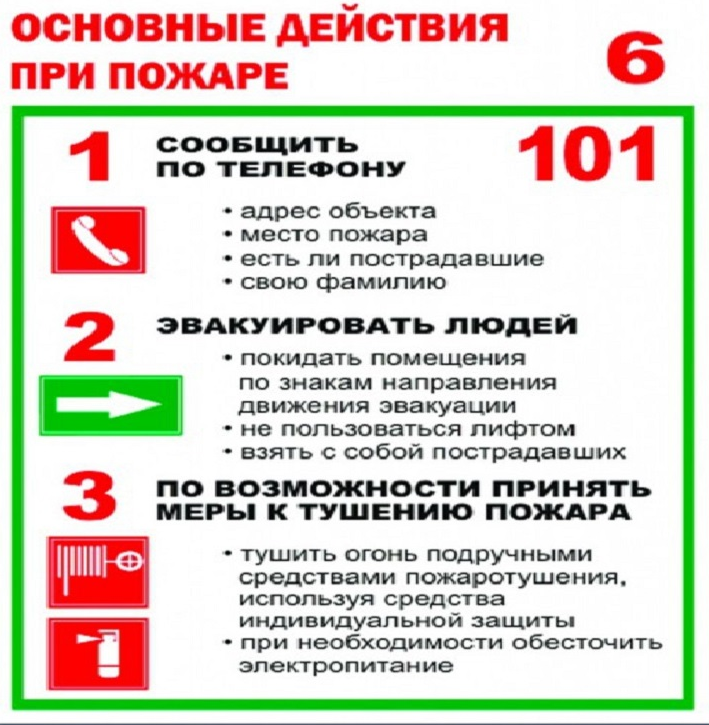 ОСНОВНЫЕ ДЕЙСТВИЯ
ПРИ ПОЖАРЕ
6
1 СООБЩИТЬ
ПО ТЕЛЕФОНУ
101
• адрес объекта
• место пожара
• есть ли пострадавшие
• свою фамилию
2 ЭВАКУИРОВАТЬ ЛЮДЕЙ
• покидать помещения
по знакам направления
движения эвакуации
• не пользоваться лифтом
• взять с собой пострадавших
3 ПО ВОЗМОЖНОСТИ ПРИНЯТЬ
МЕРЫ К ТУШЕНИЮ ПОЖАРА
• тушить огонь подручными
средствами пожаротушения,
используя средства
индивидуальной защиты
• при необходимости обесточить
электропитание